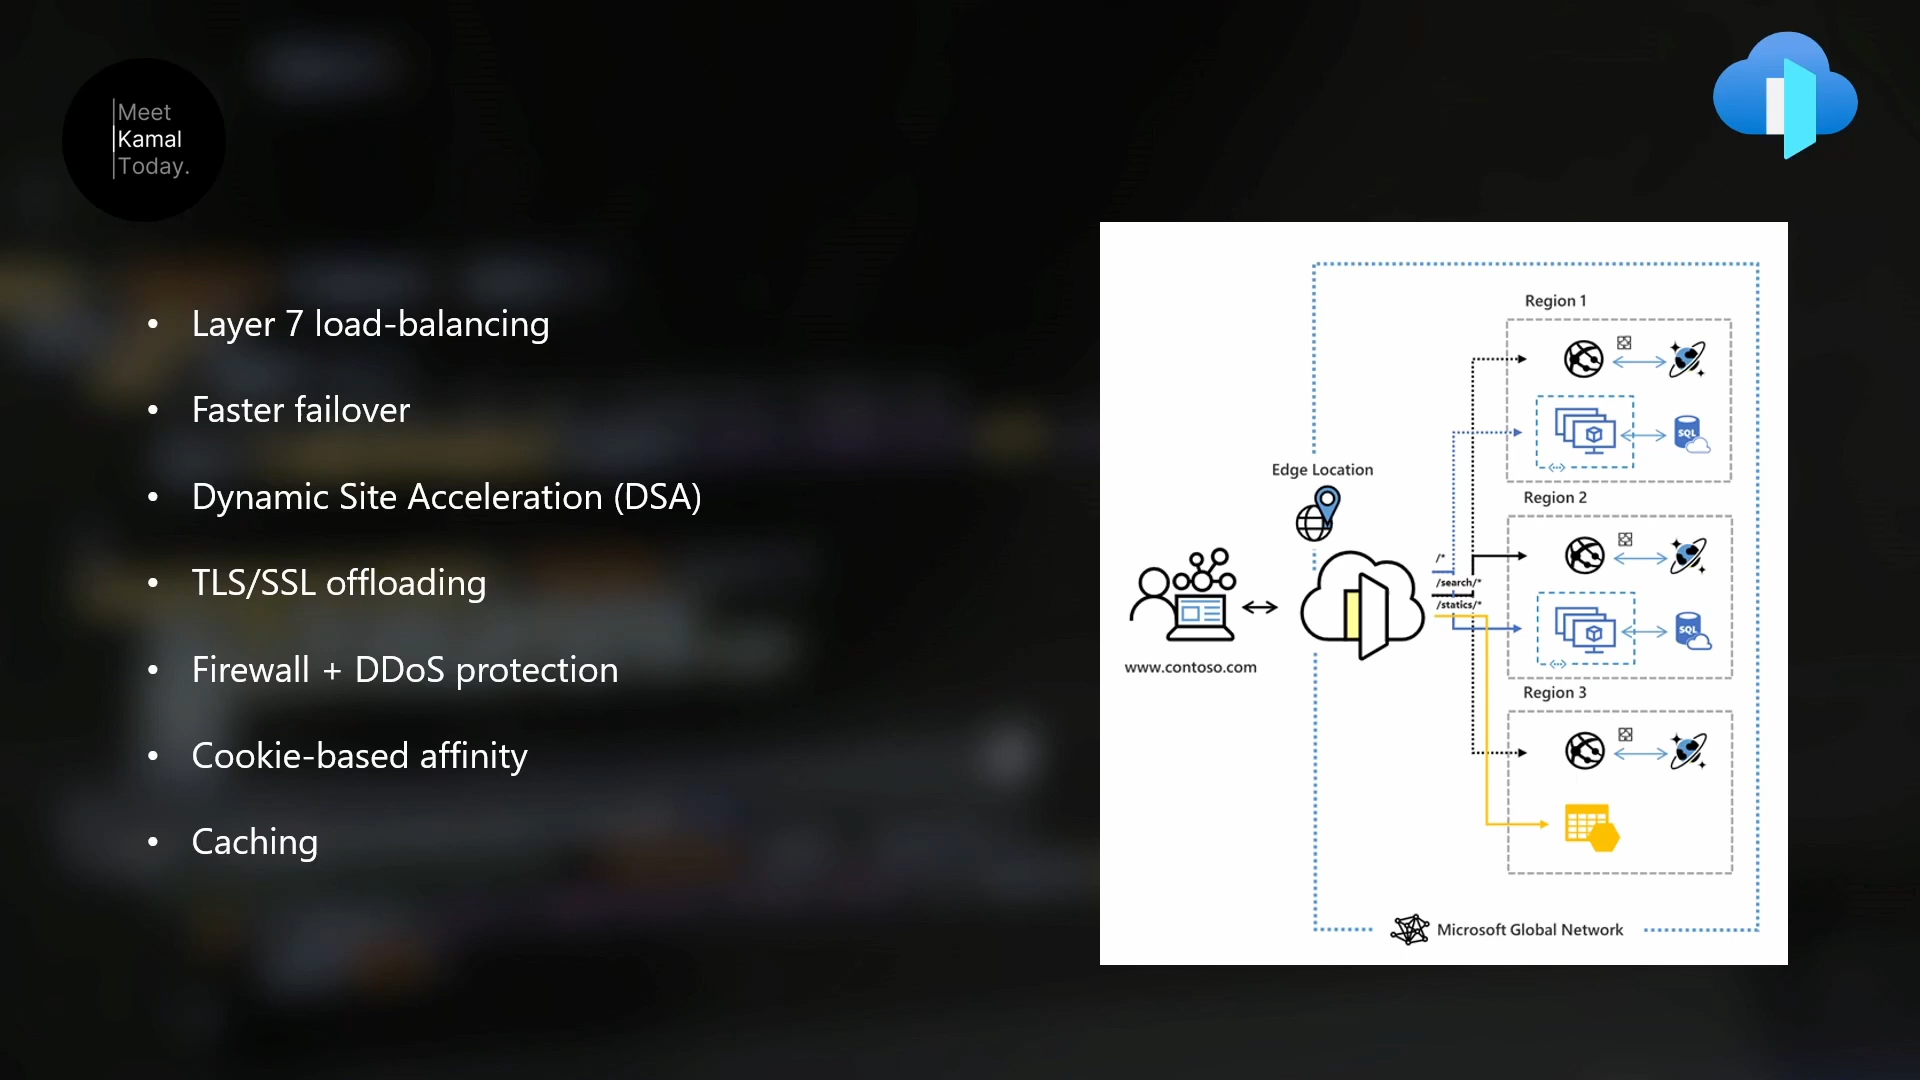 Meet
Kamal
Today.
• Layer 7 load-balancing
• Faster failover
• Dynamic Site Acceleration (DSA)
• TLS/SSL offloading
• Firewall + DDoS protection
• Cookie-based affinity
• Caching
Region 1
SQL
Edge Location
Region 2
/*
/search/*
/statics/*
SQL
www.contoso.com
Region 3
Microsoft Global Network